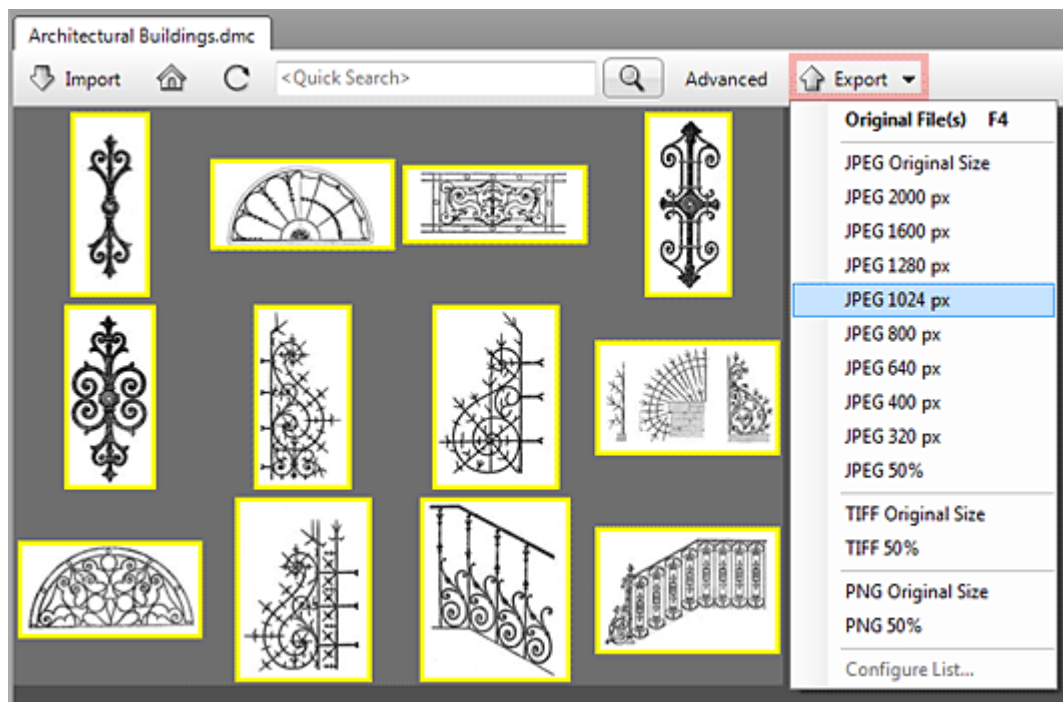 Architectural Buildings.dmc
Import <Quick Search> Advanced Export
Original File(s) F4
JPEG Original Size
JPEG 2000 px
JPEG 1600 px
JPEG 1280 px
JPEG 1024 px
JPEG 800 px
JPEG 640 px
JPEG 400 px
JPEG 320 px
JPEG 50%
TIFF Original Size
TIFF 50%
PNG Original Size
PNG 50%
Configure List...